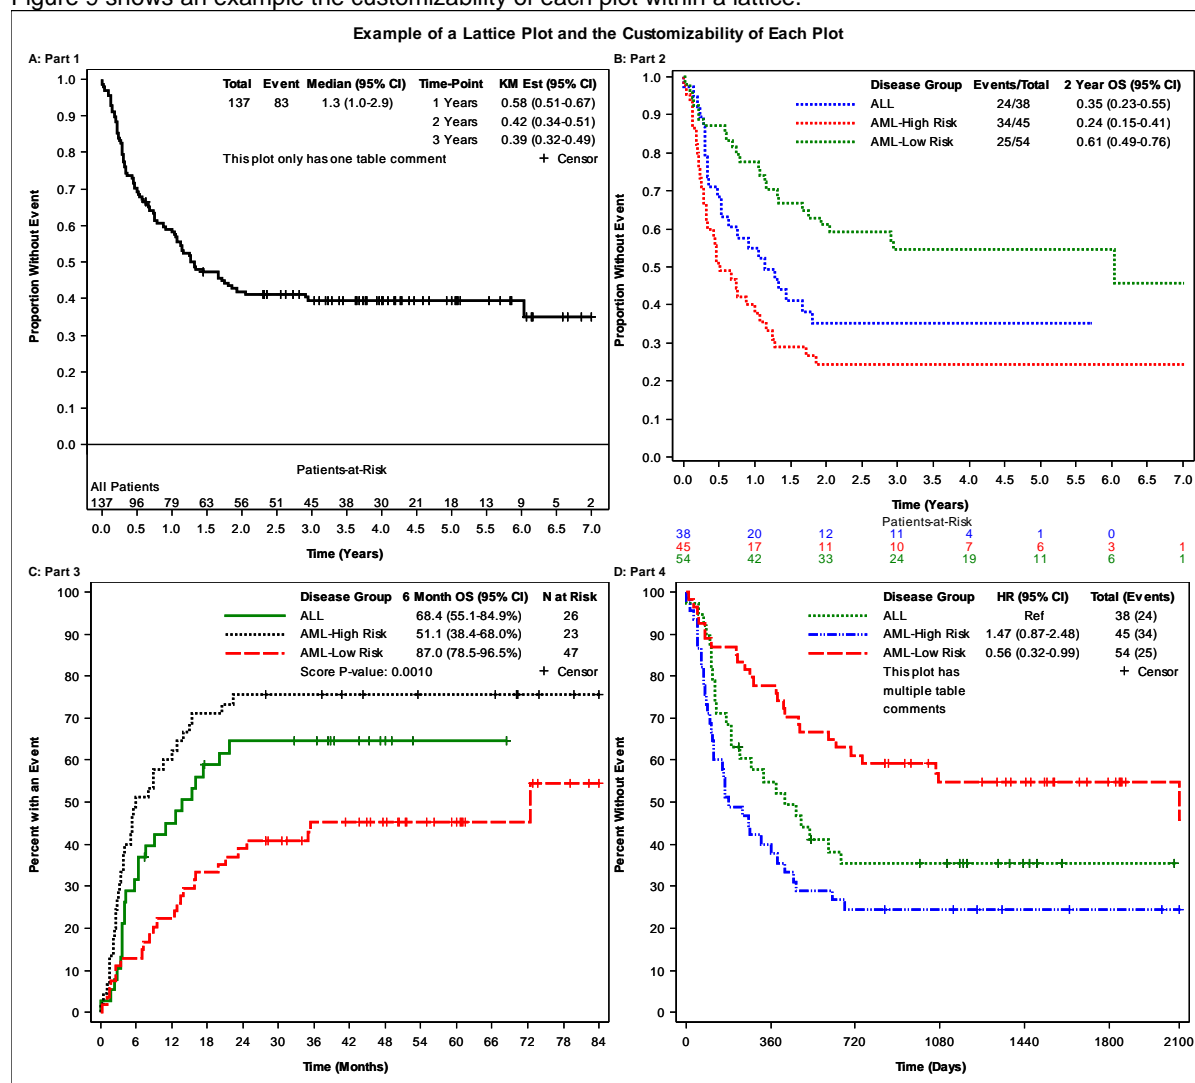 Figure 9 shows an example the customizability of each plot within a lattice.
Example of a Lattice Plot and the Customizability of Each Plot
A: Part 1
Total Event Median (95% CI) Time-Point KM Est (95% CI)
137 83 1.3 (1.0-2.9) 1 Years 0.58 (0.51-0.67)
2 Years 0.42 (0.34-0.51)
3 Years 0.39 (0.32-0.49)
This plot only has one table comment + Censor
Proportion Without Event
1.0
0.9
0.8
0.7
0.6
0.5
0.4
0.3
0.2
0.1
0.0
Patients-at-Risk
All Patients
137 96 79 63 56 51 45 38 30 21 18 13 9 5 2
0.0 0.5 1.0 1.5 2.0 2.5 3.0 3.5 4.0 4.5 5.0 5.5 6.0 6.5 7.0
Time (Years)
B: Part 2
Disease Group Events/Total 2 Year OS (95% CI)
ALL 24/38 0.35 (0.23-0.55)
AML-High Risk 34/45 0.24 (0.15-0.41)
AML-Low Risk 25/54 0.61 (0.49-0.76)
Proportion Without Event
1.0
0.9
0.8
0.7
0.6
0.5
0.4
0.3
0.2
0.1
0.0
0.0 0.5 1.0 1.5 2.0 2.5 3.0 3.5 4.0 4.5 5.0 5.5 6.0 6.5 7.0
Time (Years)
Patients-at-Risk
38 20 12 11 4 1 0
45 17 11 10 7 6 3 1
54 42 33 24 19 11 6 1
C: Part 3
Disease Group 6 Month OS (95% CI) N at Risk
ALL 68.4 (55.1-84.9%) 26
AML-High Risk 51.1 (38.4-68.0%) 23
AML-Low Risk 87.0 (78.5-96.5%) 47
Score P-value: 0.0010 + Censor
Percent with an Event
100
90
80
70
60
50
40
30
20
10
0
0 6 12 18 24 30 36 42 48 54 60 66 72 78 84
Time (Months)
D: Part 4
Disease Group HR (95% CI) Total (Events)
ALL Ref 38 (24)
AML-High Risk 1.47 (0.87-2.48) 45 (34)
AML-Low Risk 0.56 (0.32-0.99) 54 (25)
This plot has + Censor
multiple table
comments
Percent Without Event
100
90
80
70
60
50
40
30
20
10
0
0 360 720 1080 1440 1800 2100
Time (Days)